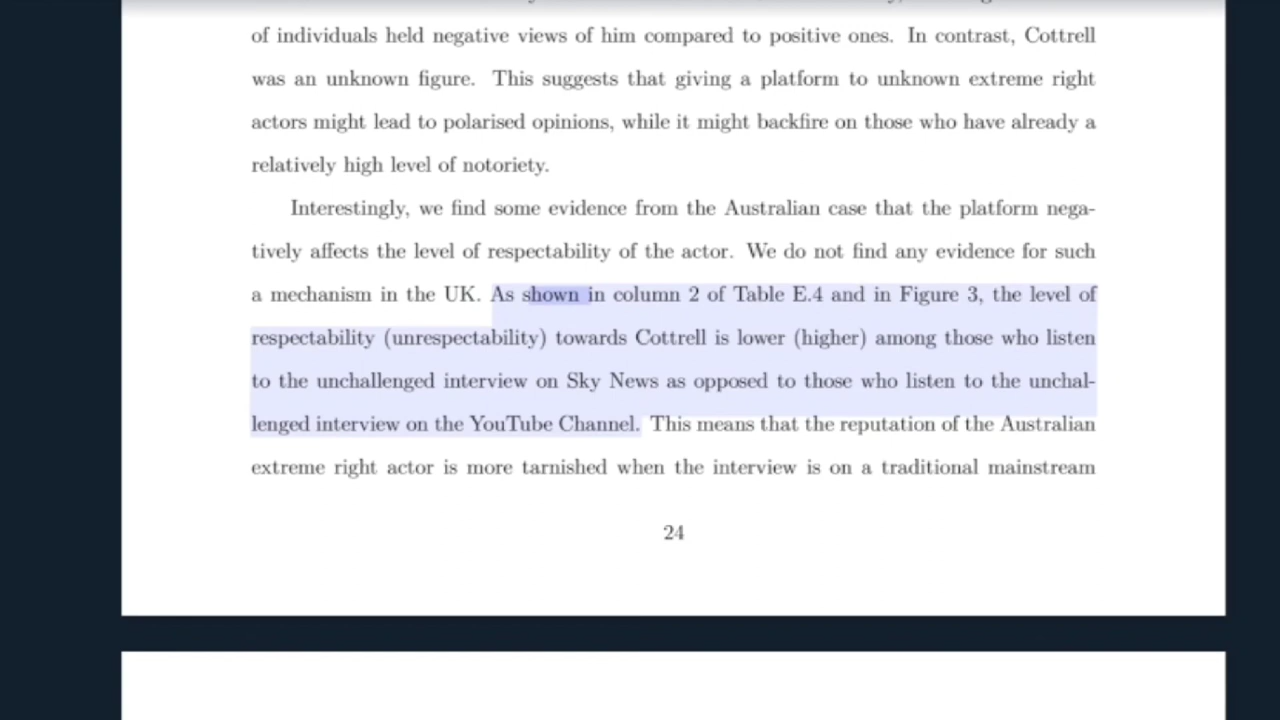 of individuals held negative views of him compared to positive ones. In contrast, Cottrell
was an unknown figure. This suggests that giving a platform to unknown extreme right
actors might lead to polarised opinions, while it might backfire on those who have already a
relatively high level of notoriety.
Interestingly, we find some evidence from the Australian case that the platform nega-
tively affects the level of respectability of the actor. We do not find any evidence for such
a mechanism in the UK. As shown in column 2 of Table E.4 and in Figure 3, the level of
respectability (unrespectability) towards Cottrell is lower (higher) among those who listen
to the unchallenged interview on Sky News as opposed to those who listen to the unchal-
lenged interview on the YouTube Channel. This means that the reputation of the Australian
extreme right actor is more tarnished when the interview is on a traditional mainstream
24